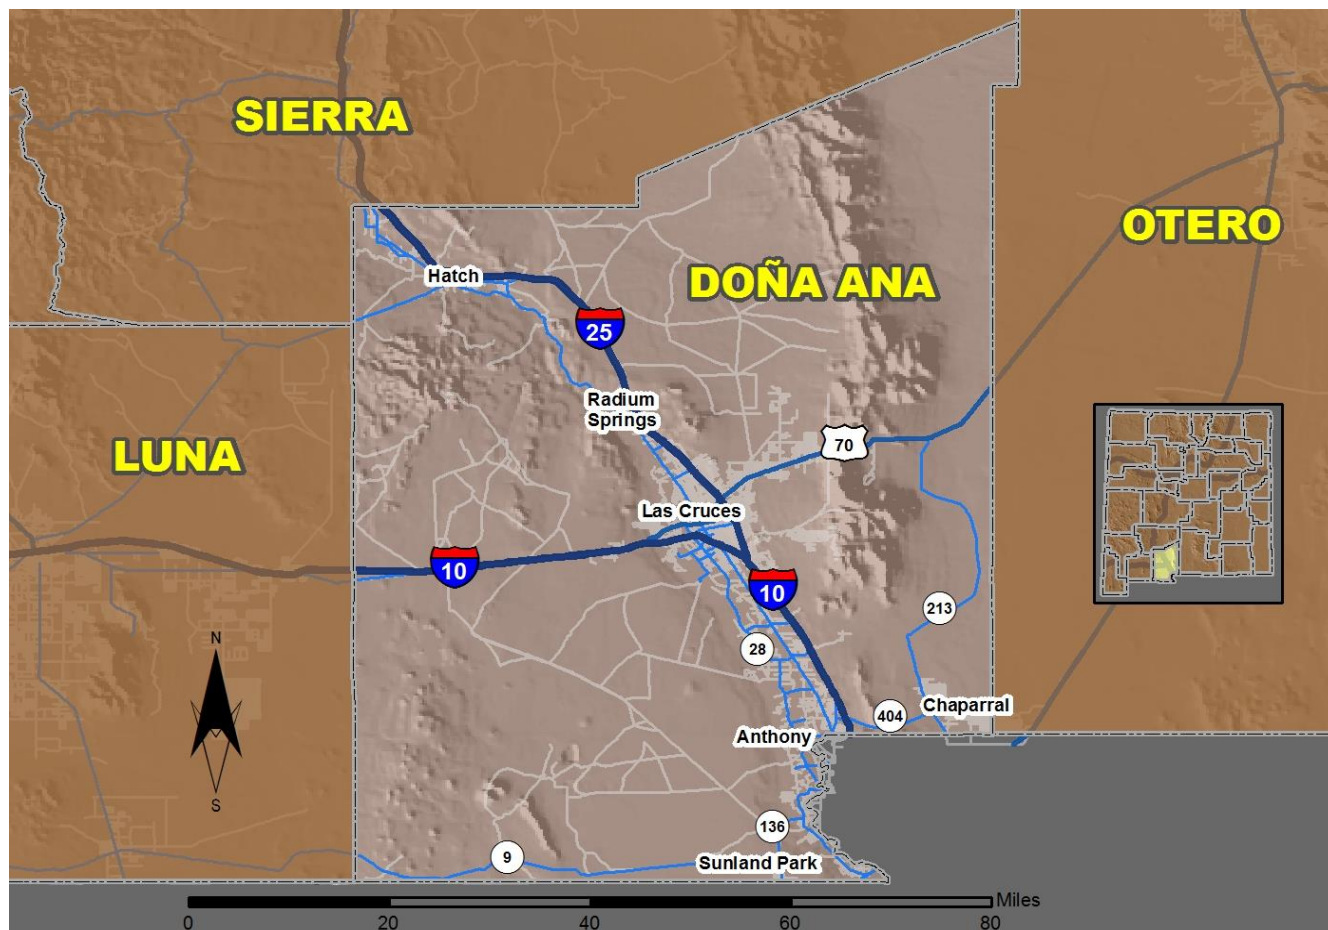 SIERRA
OTERO
Hatch
DOÑA ANA
25
Radium
Springs
LUNA
70
Las Cruces
10
10
213
N
28
Chaparral
404
Anthony
S
136
9
Sunland Park
Miles
0
20
40
60
80